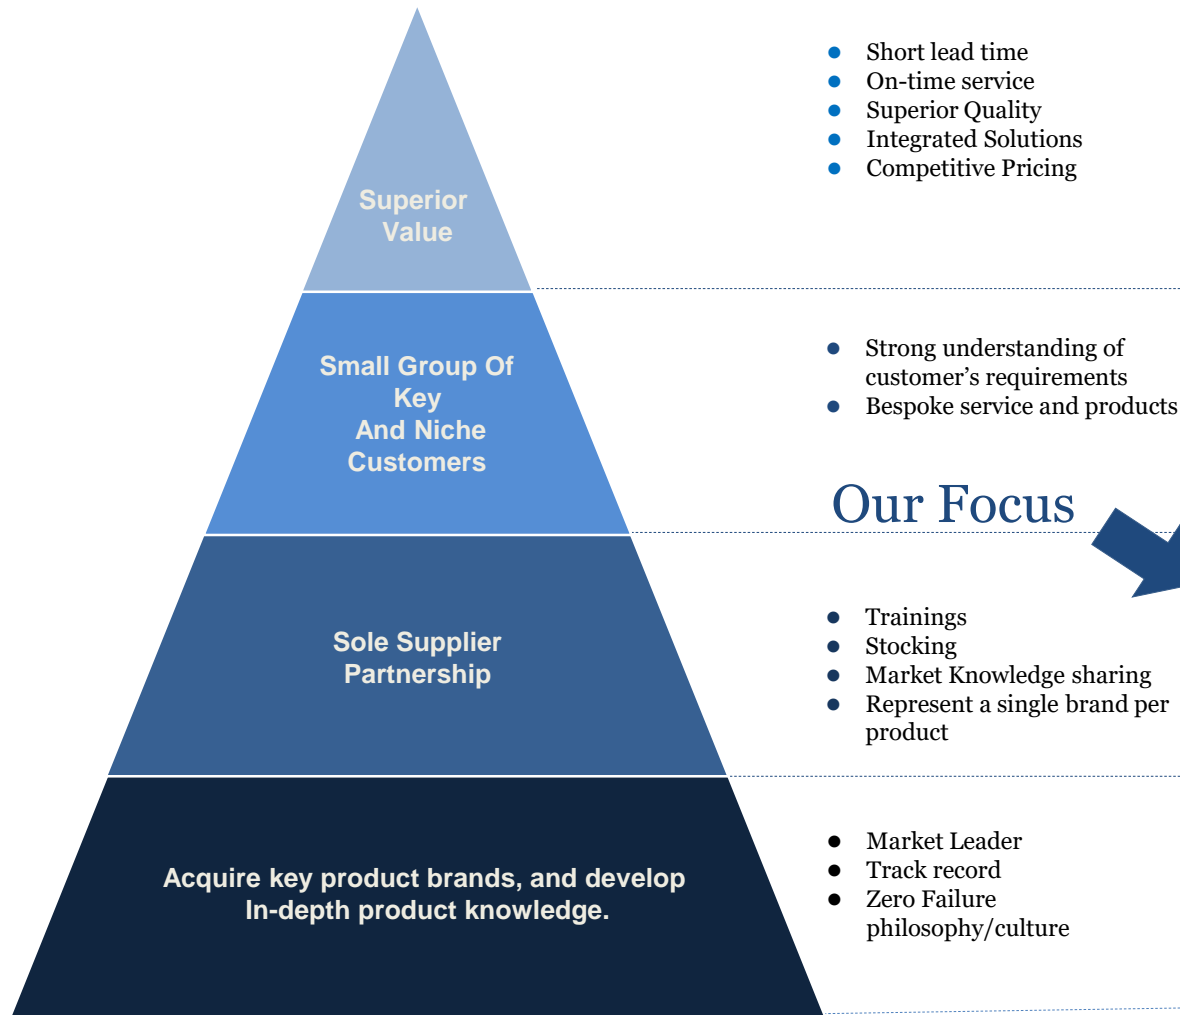 Superior
Value
Short lead time
On-time service
Superior Quality
Integrated Solutions
Competitive Pricing
Small Group Of
Key
And Niche
Customers
Strong understanding of
customer’s requirements
Bespoke service and products
Our Focus
Sole Supplier
Partnership
Trainings
Stocking
Market Knowledge sharing
Represent a single brand per
product
Acquire key product brands, and develop
In-depth product knowledge.
Market Leader
Track record
Zero Failure
philosophy/culture